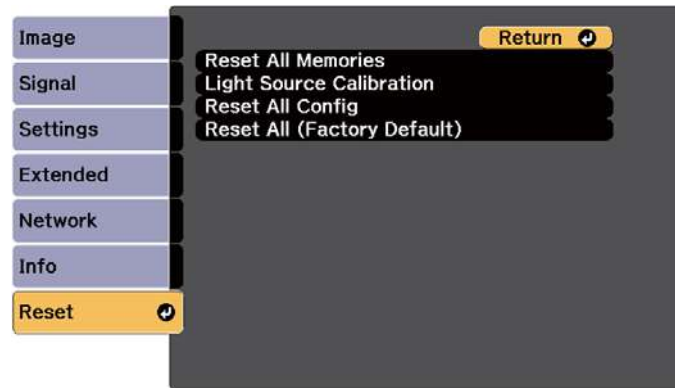 Image
Signal
Settings
Extended
Network
Info
Reset
Return
Reset All Memories
Light Source Calibration
Reset All Config
Reset All (Factory Default)